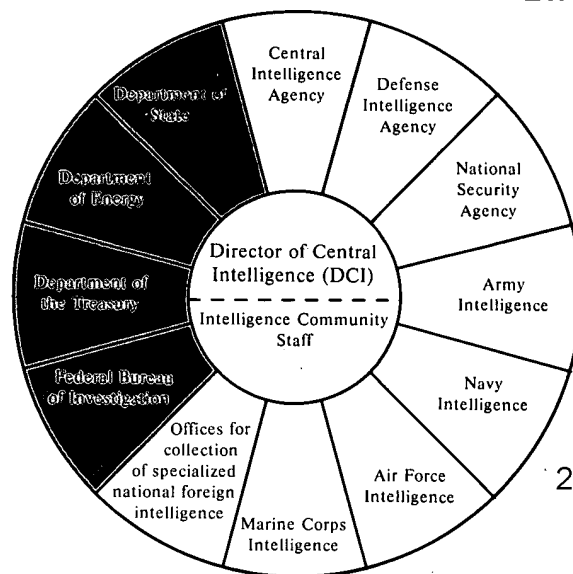 Central
Intelligence
Agency
Defense
Intelligence
Agency
National
Security
Agency
Army
Intelligence
Navy
Intelligence
Air Force
Intelligence
Marine Corps
Intelligence
Offices for
collection
of specialized
national foreign
intelligence
Federal Bureau
of Investigation
Department of
the Treasury
Department
of Energy
Department of
State
Director of Central
Intelligence (DCI)
Intelligence Community
Staff
2